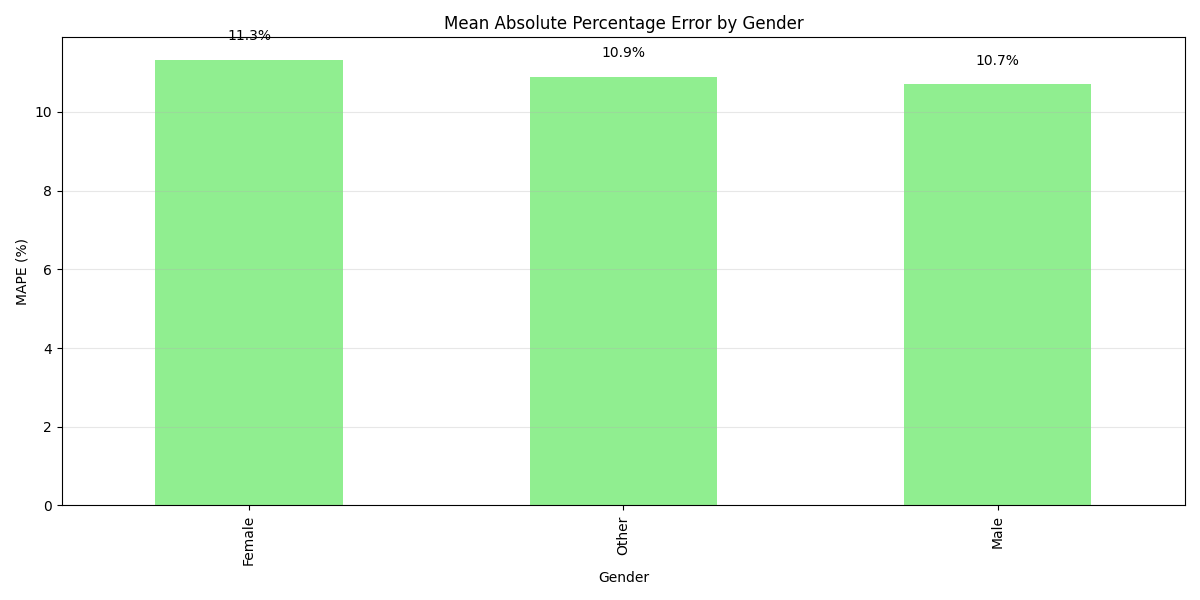 Mean Absolute Percentage Error by Gender
11.3%
10.9%
10.7%
10
8
6
4
2
0
MAPE (%)
Female
Other
Male
Gender